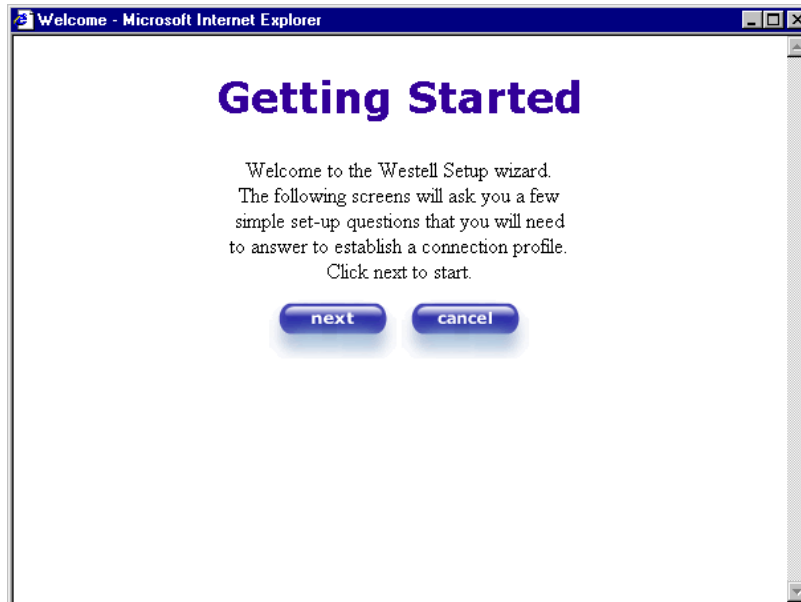 Welcome - Microsoft Internet Explorer
Getting Started
Welcome to the Westell Setup wizard.
The following screens will ask you a few
simple set-up questions that you will need
to answer to establish a connection profile.
Click next to start.
next cancel